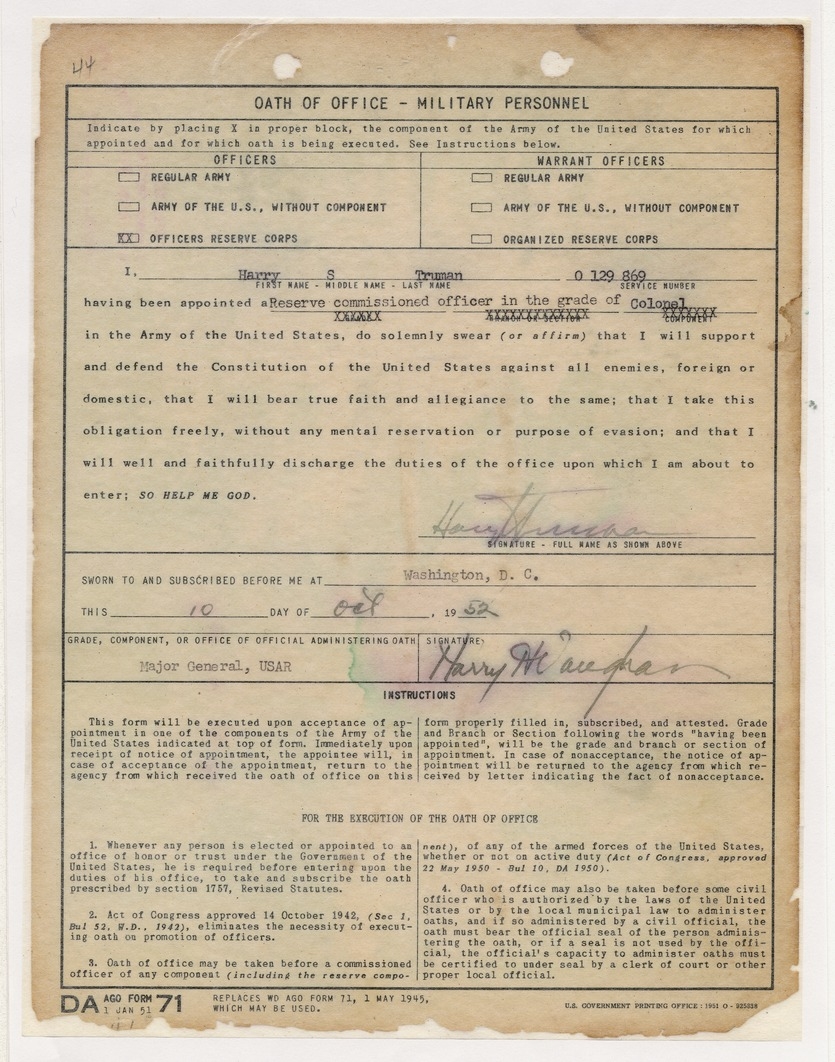 44
OATH OF OFFICE - MILITARY PERSONNEL
Indicate by placing X in proper block, the component of the Army of the United States for which
appointed and for which oath is being executed. See Instructions below.
OFFICERS
WARRANT OFFICERS
REGULAR ARMY
REGULAR ARMY
ARMY OF THE U.S., WITHOUT COMPONENT
ARMY OF THE U.S., WITHOUT COMPONENT
XX OFFICERS RESERVE CORPS
ORGANIZED RESERVE CORPS
I, Harry S Truman O 129 869
FIRST NAME - MIDDLE NAME - LAST NAME SERVICE NUMBER
having been appointed a Reserve commissioned officer in the grade of Colonel
XXXXXX XXXXXXXXXXXXXX XXXXXXX
BRANCH OR SECTION COMPONENT
in the Army of the United States, do solemnly swear (or affirm) that I will support
and defend the Constitution of the United States against all enemies, foreign or
domestic, that I will bear true faith and allegiance to the same; that I take this
obligation freely, without any mental reservation or purpose of evasion; and that I
will well and faithfully discharge the duties of the office upon which I am about to
enter; SO HELP ME GOD.
Harry S Truman
SIGNATURE - FULL NAME AS SHOWN ABOVE
SWORN TO AND SUBSCRIBED BEFORE ME AT Washington, D. C.
THIS 10 DAY OF Oct, 1952
GRADE, COMPONENT, OR OFFICE OF OFFICIAL ADMINISTERING OATH
Major General, USAR
SIGNATURE
Harry H Vaughan
INSTRUCTIONS
This form will be executed upon acceptance of ap-
pointment in one of the components of the Army of the
United States indicated at top of form. Immediately upon
receipt of notice of appointment, the appointee will, in
case of acceptance of the appointment, return to the
agency from which received the oath of office on this
form properly filled in, subscribed, and attested. Grade
and Branch or Section following the words "having been
appointed", will be the grade and branch or section of
appointment. In case of nonacceptance, the notice of ap-
pointment will be returned to the agency from which re-
ceived by letter indicating the fact of nonacceptance.
FOR THE EXECUTION OF THE OATH OF OFFICE
1. Whenever any person is elected or appointed to an
office of honor or trust under the Government of the
United States, he is required before entering upon the
duties of his office, to take and subscribe the oath
prescribed by section 1757, Revised Statutes.
2. Act of Congress approved 14 October 1942, (Sec 1,
Bul 52, W.D., 1942), eliminates the necessity of execut-
ing oath on promotion of officers.
3. Oath of office may be taken before a commissioned
officer of any component (including the reserve compo-
nent), of any of the armed forces of the United States,
whether or not on active duty (Act of Congress, approved
22 May 1950 - Bul 10, DA 1950).
4. Oath of office may also be taken before some civil
officer who is authorized by the laws of the United
States or by the local municipal law to administer
oaths, and if so administered by a civil official, the
oath must bear the official seal of the person adminis-
tering the oath, or if a seal is not used by the offi-
cial, the official's capacity to administer oaths must
be certified to under seal by a clerk of court or other
proper local official.
DA AGO FORM 71
1 JAN 51
REPLACES WD AGO FORM 71, 1 MAY 1945,
WHICH MAY BE USED.
U.S. GOVERNMENT PRINTING OFFICE : 1951 O - 925538